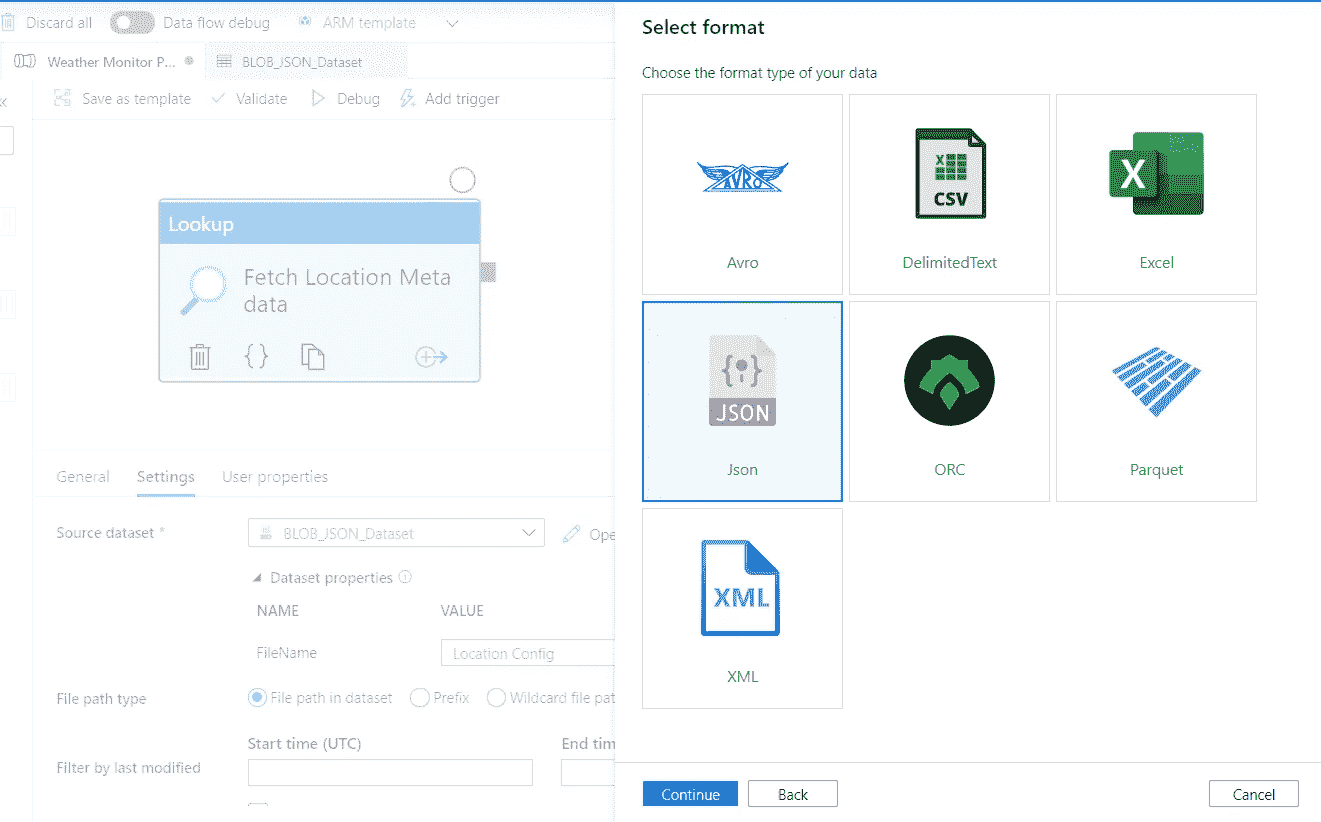 Discard all
Data flow debug
ARM template
Weather Monitor P...
BLOB_JSON_Dataset
Save as template
Validate
Debug
Add trigger
Lookup
Fetch Location Meta
data
{}
General
Settings
User properties
Source dataset *
BLOB_JSON_Dataset
Ope
Dataset properties
NAME
VALUE
FileName
Location Config
File path type
File path in dataset
Prefix
Wildcard file pat
Start time (UTC)
End tim
Filter by last modified
Select format
Choose the format type of your data
AVRO
Avro
X
CSV
DelimitedText
X
Excel
{}
JSON
Json
ORC
Parquet
XML
XML
Continue
Back
Cancel